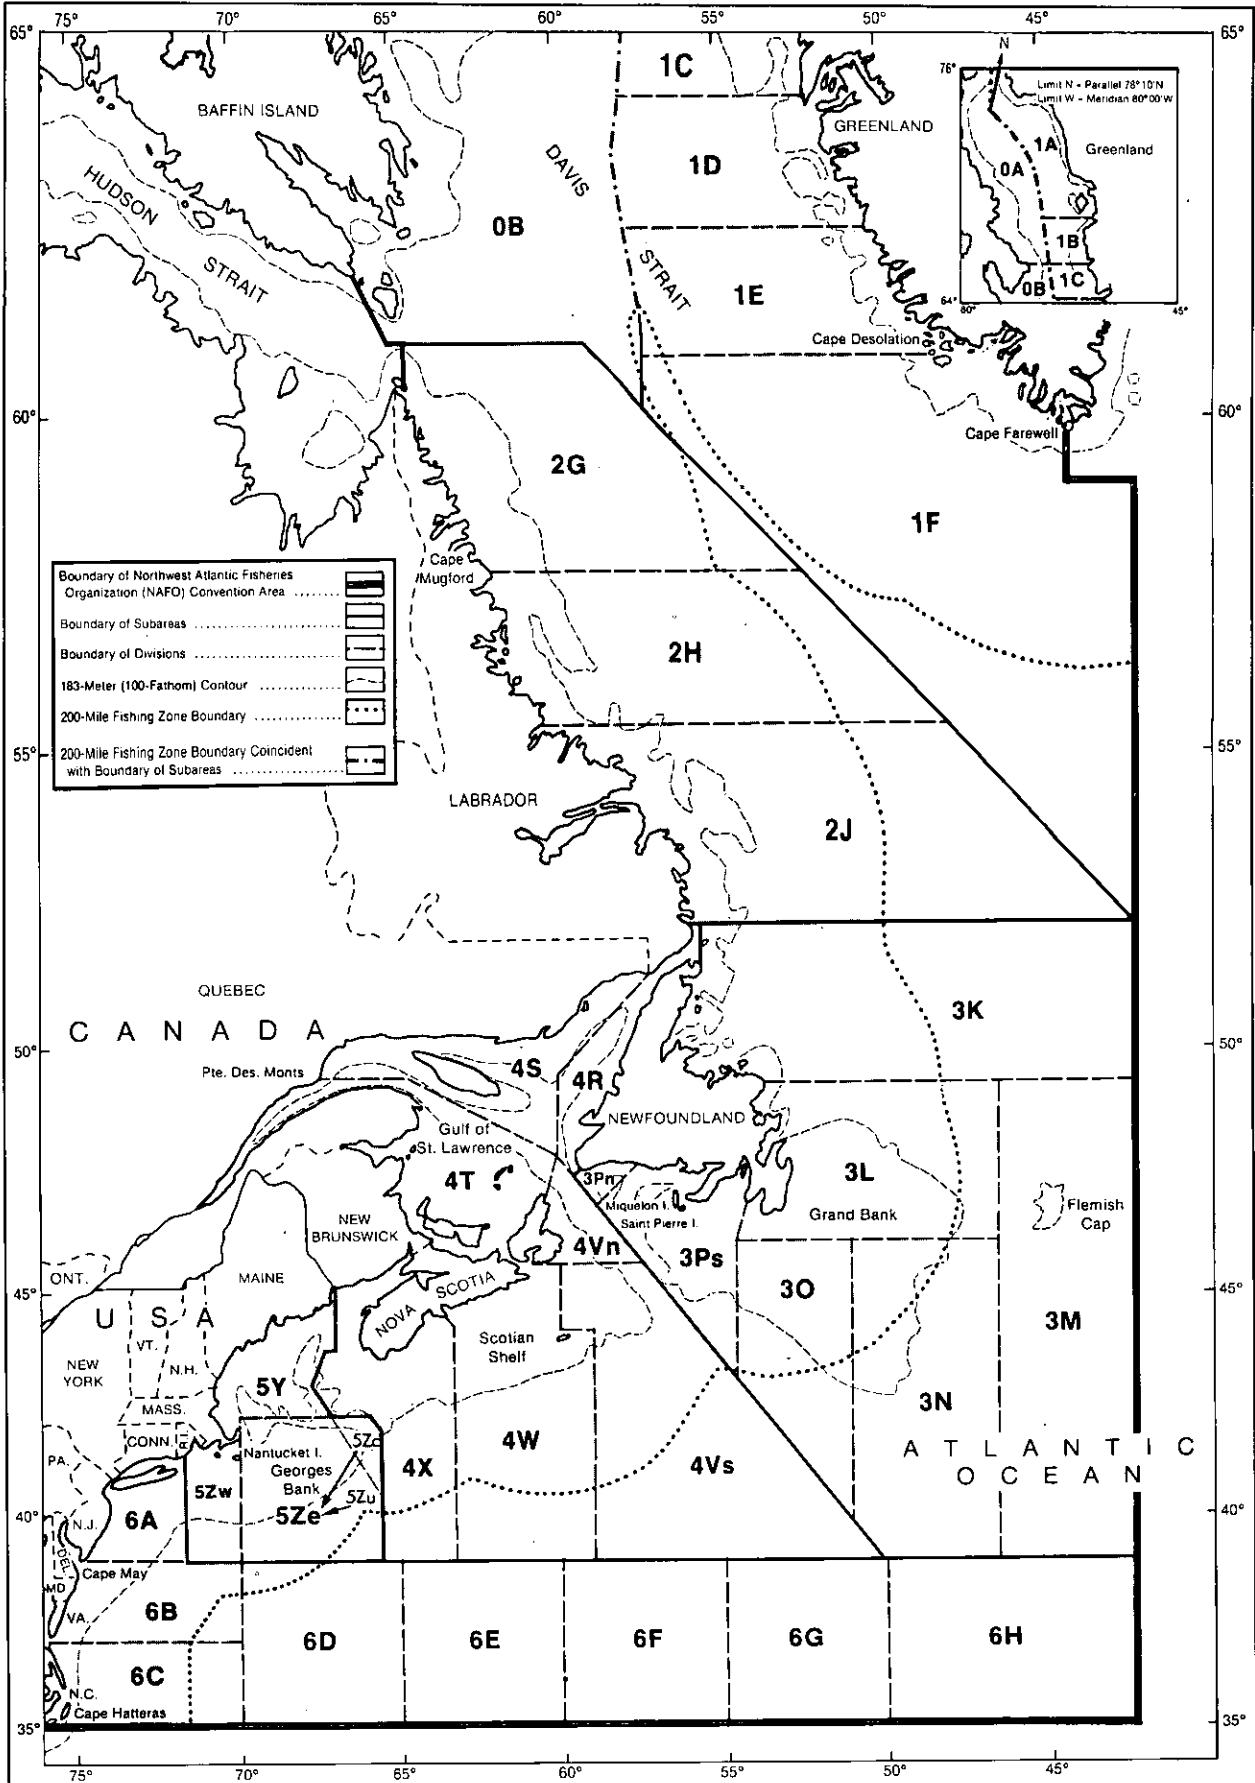 75° 70° 65° 60° 55° 50° 45°
65° 65°
N
1C
76°
Limit N - Parallel 78°10'N
Limit W - Meridian 80°00'W
BAFFIN ISLAND
GREENLAND
1A
Greenland
DAVIS
1D
0A
HUDSON
0B
1B
STRAIT
STRAIT
1E
0B
1C
64°
80° 45°
Cape Desolation
60° 60°
Cape Farewell
2G
1F
Cape
Mugford
Boundary of Northwest Atlantic Fisheries
Organization (NAFO) Convention Area ........
Boundary of Subareas ........................
Boundary of Divisions ........................
183-Meter (100-Fathom) Contour ..............
200-Mile Fishing Zone Boundary ..............
200-Mile Fishing Zone Boundary Coincident
with Boundary of Subareas ..................
2H
55° 55°
LABRADOR
2J
QUEBEC
3K
CANADA
50° 50°
Pte. Des. Monts
4S
4R
NEWFOUNDLAND
Gulf of
St. Lawrence
4T
3Pn
3L
Miquelon I.
Saint Pierre I.
Grand Bank
Flemish
Cap
NEW
BRUNSWICK
4Vn
3Ps
ONT.
MAINE
NOVA SCOTIA
3O
45° 45°
USA
3M
VT.
Scotian
Shelf
NEW
YORK
N.H.
5Y
3N
MASS.
CONN.
R.I.
Nantucket I.
5Zc
4W
ATLANTIC
OCEAN
PA.
Georges
Bank
4X
4Vs
5Zw
5Zu
40° 40°
N.J.
6A
5Ze
DEL.
Cape May
MD
VA.
6B
6D
6E
6F
6G
6H
6C
N.C.
Cape Hatteras
35° 35°
75° 70° 65° 60° 55° 50° 45°